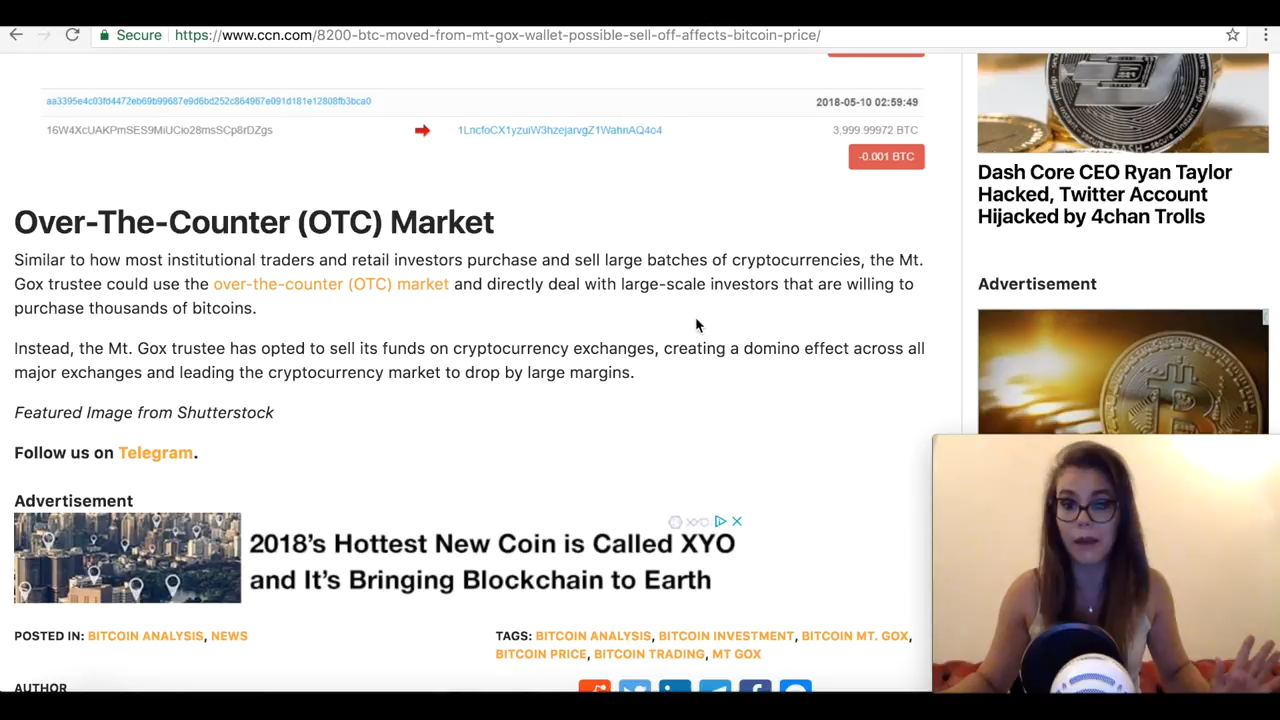 Secure https://www.ccn.com/8200-btc-moved-from-mt-gox-wallet-possible-sell-off-affects-bitcoin-price/
aa3395e4c03fd4472eb69b99687e9d6bd252c864967e091d181e12808fb3bca0
2018-05-10 02:59:49
16W4XcUAKPmSES9MiUCio28msSCp8rDZgs
1LncfoCX1yzuiW3hzejarvgZ1WahnAQ4o4
3,999.99972 BTC
-0.001 BTC
Over-The-Counter (OTC) Market
Similar to how most institutional traders and retail investors purchase and sell large batches of cryptocurrencies, the Mt.
Gox trustee could use the over-the-counter (OTC) market and directly deal with large-scale investors that are willing to
purchase thousands of bitcoins.
Instead, the Mt. Gox trustee has opted to sell its funds on cryptocurrency exchanges, creating a domino effect across all
major exchanges and leading the cryptocurrency market to drop by large margins.
Featured Image from Shutterstock
Follow us on Telegram.
Advertisement
XYO
2018's Hottest New Coin is Called XYO
and It's Bringing Blockchain to Earth
POSTED IN: BITCOIN ANALYSIS, NEWS
TAGS: BITCOIN ANALYSIS, BITCOIN INVESTMENT, BITCOIN MT. GOX,
BITCOIN PRICE, BITCOIN TRADING, MT GOX
AUTHOR
Dash Core CEO Ryan Taylor
Hacked, Twitter Account
Hijacked by 4chan Trolls
Advertisement